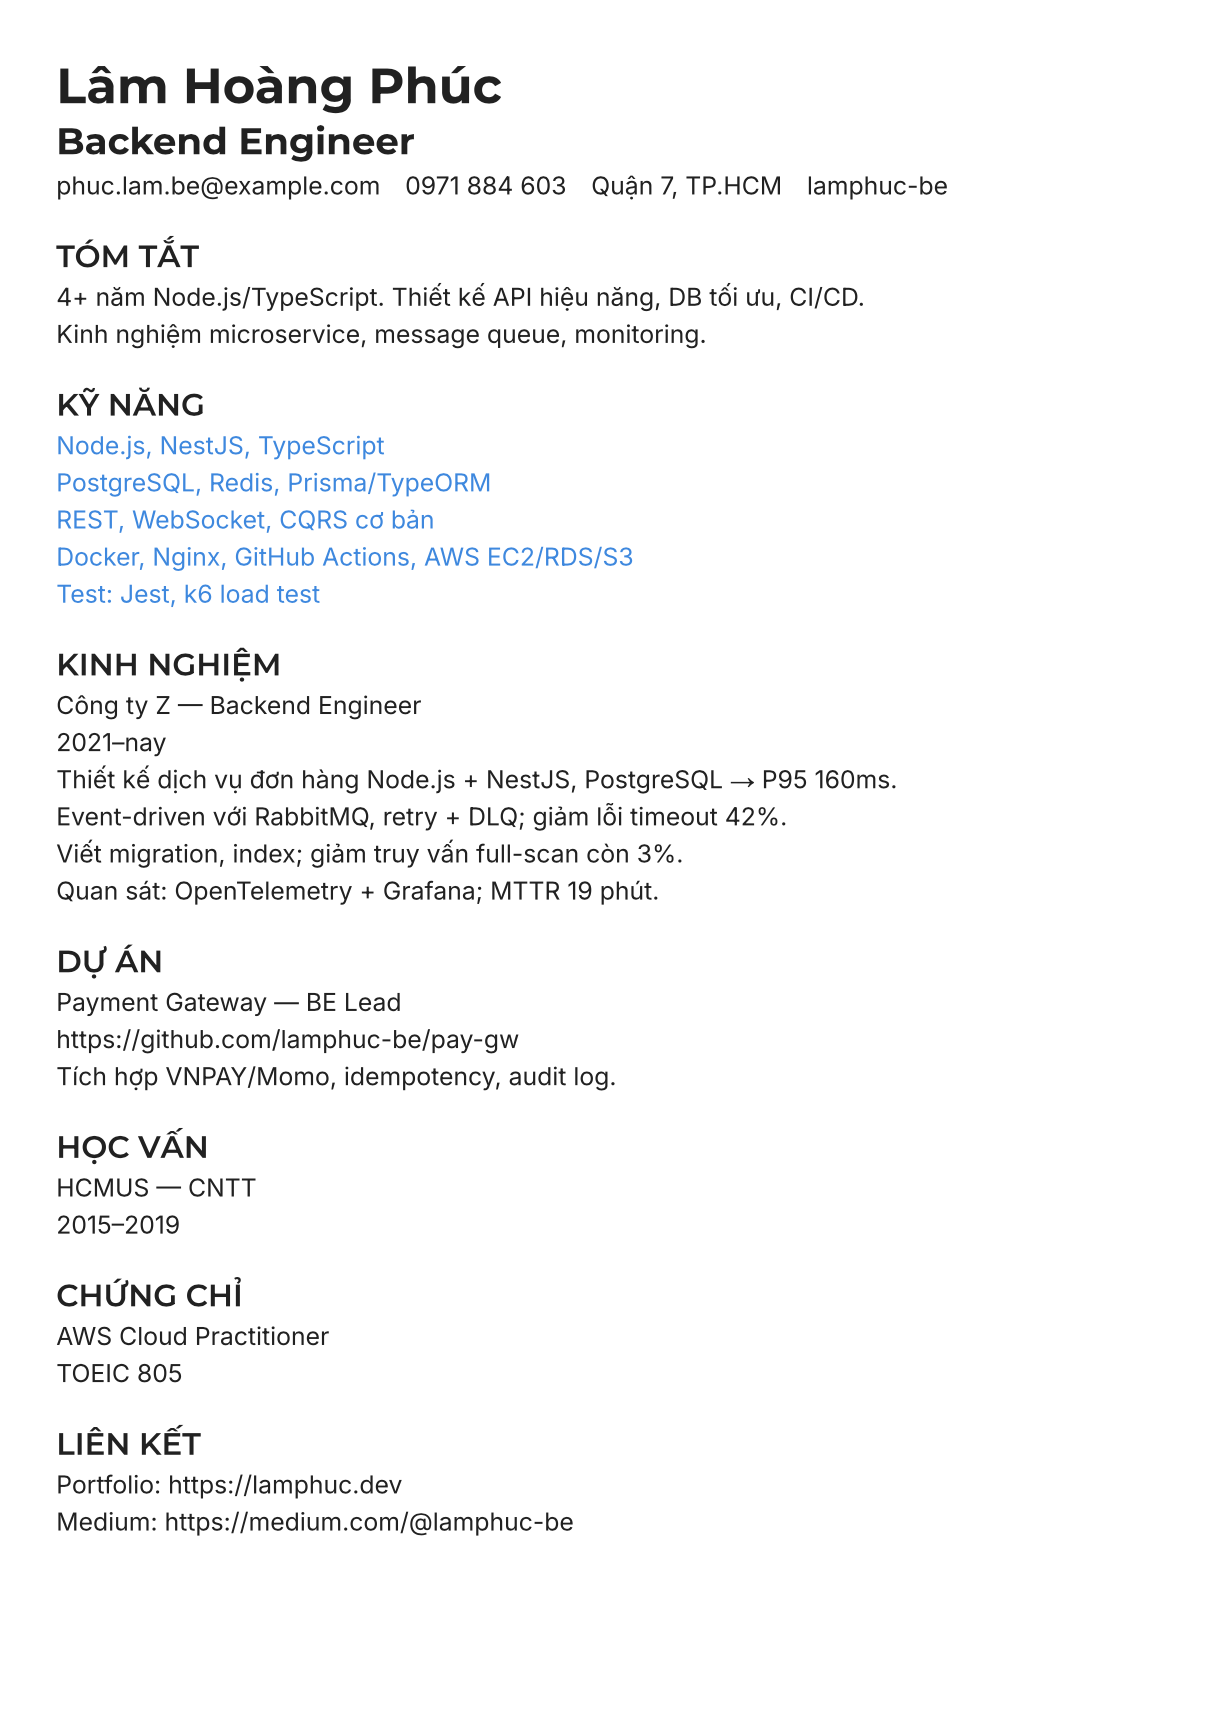 Lâm Hoàng Phúc
Backend Engineer
phuc.lam.be@example.com 0971 884 603 Quận 7, TP.HCM lamphuc-be
TÓM TẮT
4+ năm Node.js/TypeScript. Thiết kế API hiệu năng, DB tối ưu, CI/CD.
Kinh nghiệm microservice, message queue, monitoring.
KỸ NĂNG
Node.js, NestJS, TypeScript
PostgreSQL, Redis, Prisma/TypeORM
REST, WebSocket, CQRS cơ bản
Docker, Nginx, GitHub Actions, AWS EC2/RDS/S3
Test: Jest, k6 load test
KINH NGHIỆM
Công ty Z — Backend Engineer
2021–nay
Thiết kế dịch vụ đơn hàng Node.js + NestJS, PostgreSQL → P95 160ms.
Event-driven với RabbitMQ, retry + DLQ; giảm lỗi timeout 42%.
Viết migration, index; giảm truy vấn full-scan còn 3%.
Quan sát: OpenTelemetry + Grafana; MTTR 19 phút.
DỰ ÁN
Payment Gateway — BE Lead
https://github.com/lamphuc-be/pay-gw
Tích hợp VNPAY/Momo, idempotency, audit log.
HỌC VẤN
HCMUS — CNTT
2015–2019
CHỨNG CHỈ
AWS Cloud Practitioner
TOEIC 805
LIÊN KẾT
Portfolio: https://lamphuc.dev
Medium: https://medium.com/@lamphuc-be